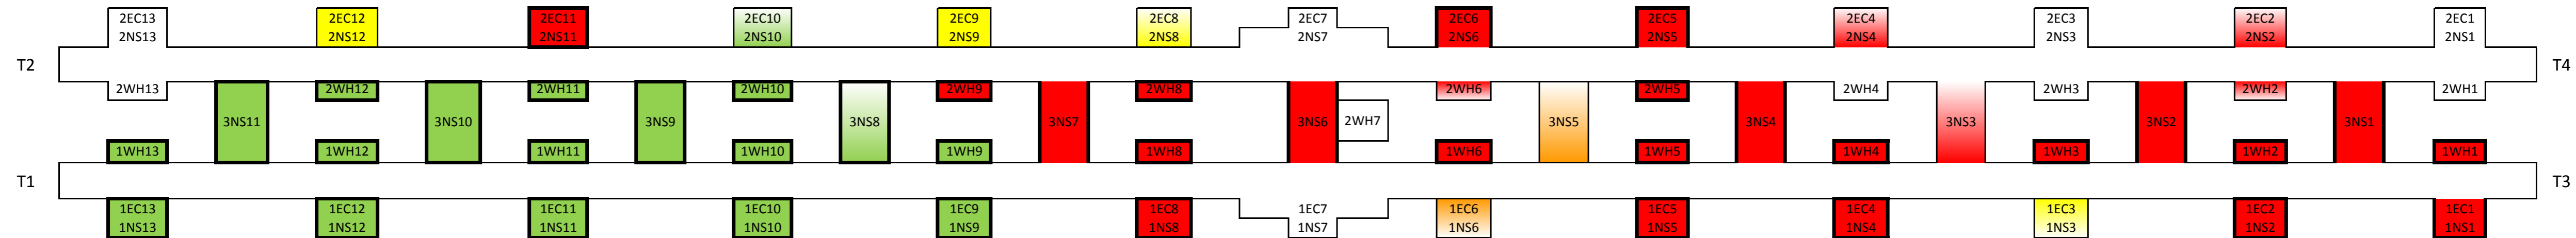 2EC13 2EC12 2EC11 2EC10 2EC9 2EC8 2EC7 2EC6 2EC5 2EC4 2EC3 2EC2 2EC1
2NS13 2NS12 2NS11 2NS10 2NS9 2NS8 2NS7 2NS6 2NS5 2NS4 2NS3 2NS2 2NS1
T2 T4
2WH13 2WH12 2WH11 2WH10 2WH9 2WH8 2WH6 2WH5 2WH4 2WH3 2WH2 2WH1
3NS11 3NS10 3NS9 3NS8 3NS7 3NS6 2WH7 3NS5 3NS4 3NS3 3NS2 3NS1
1WH13 1WH12 1WH11 1WH10 1WH9 1WH8 1WH6 1WH5 1WH4 1WH3 1WH2 1WH1
T1 T3
1EC13 1EC12 1EC11 1EC10 1EC9 1EC8 1EC7 1EC6 1EC5 1EC4 1EC3 1EC2 1EC1
1NS13 1NS12 1NS11 1NS10 1NS9 1NS8 1NS7 1NS6 1NS5 1NS4 1NS3 1NS2 1NS1